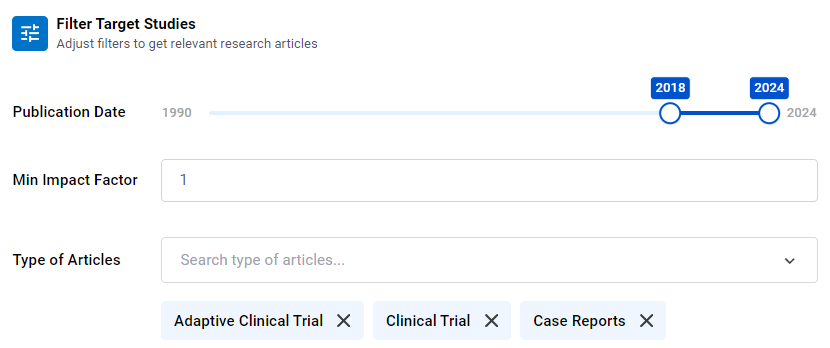 Filter Target Studies
Adjust filters to get relevant research articles
2018 2024
Publication Date 1990 2024
Min Impact Factor 1
Type of Articles Search type of articles...
Adaptive Clinical Trial Clinical Trial Case Reports